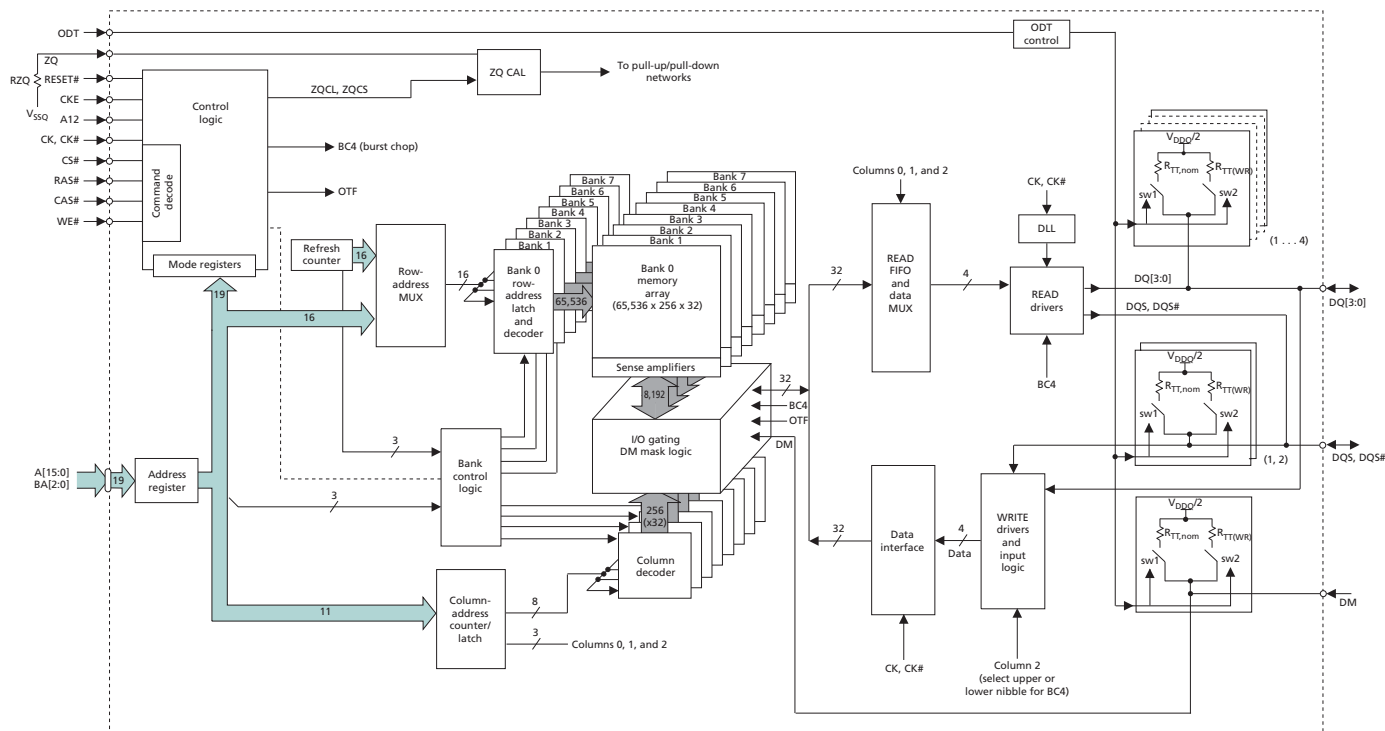 ODT
ODT
control
ZQ
RZQ
RESET#
ZQ CAL
To pull-up/pull-down
networks
CKE
Control
logic
ZQCL, ZQCS
VSSQ
A12
CK, CK#
BC4 (burst chop)
CS#
RAS#
Command
decode
OTF
CAS#
WE#
Mode registers
Refresh
counter
16
19
16
Row-
address
MUX
16
Bank 7
Bank 6
Bank 5
Bank 4
Bank 3
Bank 2
Bank 1
Bank 0
row-
address
latch
and
decoder
65,536
Bank 7
Bank 6
Bank 5
Bank 4
Bank 3
Bank 2
Bank 1
Bank 0
memory
array
(65,536 x 256 x 32)
Sense amplifiers
8,192
32
BC4
OTF
DM
I/O gating
DM mask logic
256
(x32)
Column
decoder
3
Bank
control
logic
3
A[15:0]
BA[2:0]
19
Address
register
11
Column-
address
counter/
latch
8
3
Columns 0, 1, and 2
Columns 0, 1, and 2
32
READ
FIFO
and
data
MUX
4
CK, CK#
DLL
READ
drivers
BC4
DQ[3:0]
DQS, DQS#
VDDQ/2
RTT,nom
RTT(WR)
sw1
sw2
(1 . . . 4)
DQ[3:0]
VDDQ/2
RTT,nom
RTT(WR)
sw1
sw2
(1, 2)
DQS, DQS#
32
Data
interface
4
Data
WRITE
drivers
and
input
logic
CK, CK#
Column 2
(select upper or
lower nibble for BC4)
VDDQ/2
RTT,nom
RTT(WR)
sw1
sw2
DM